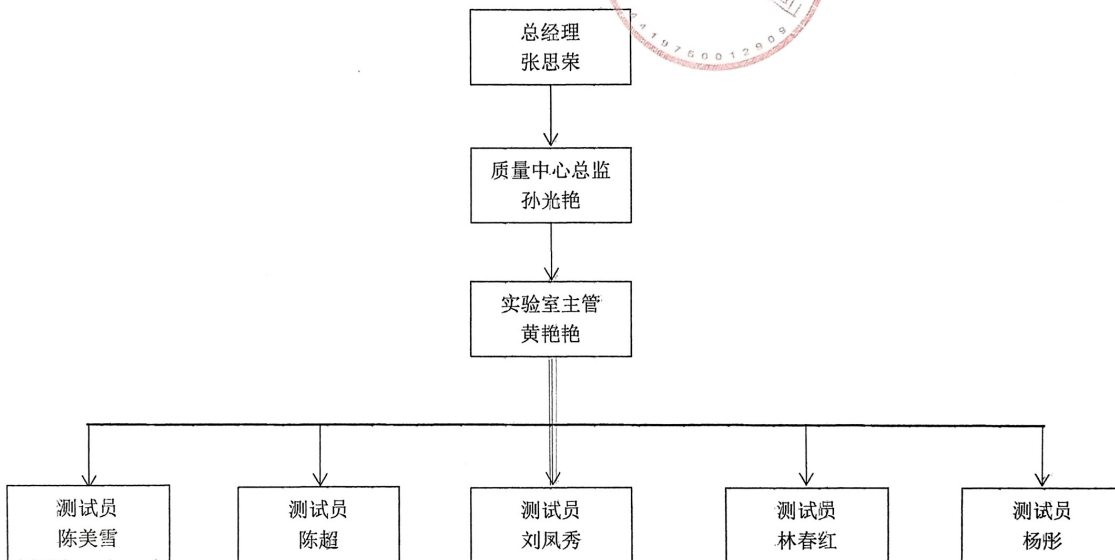 4419760012909
总经理
张思荣
质量中心总监
孙光艳
实验室主管
黄艳艳
测试员
陈美雪
测试员
陈超
测试员
刘凤秀
测试员
林春红
测试员
杨彤